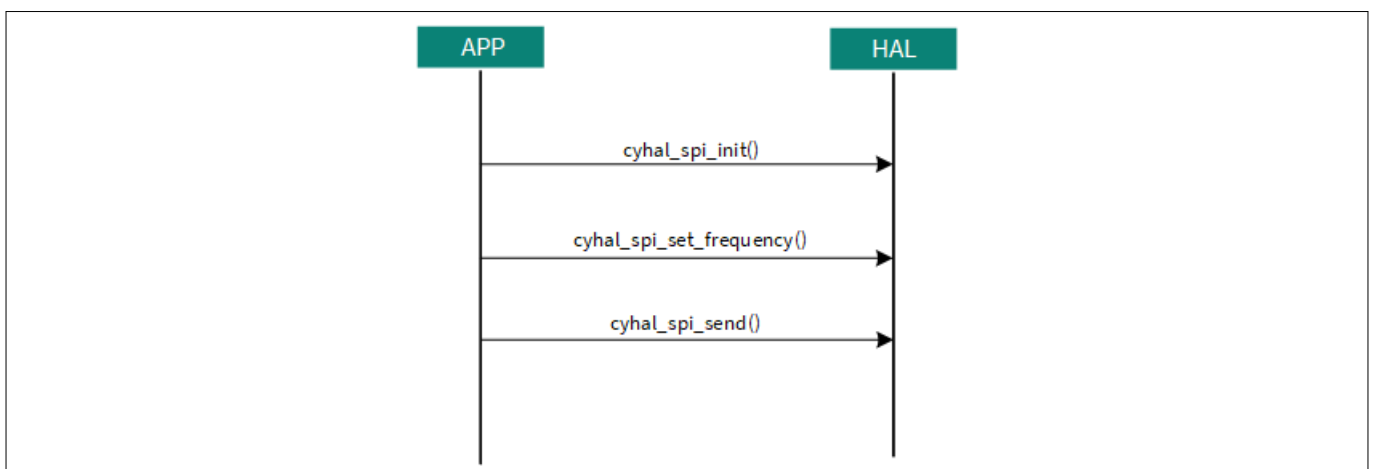 APP
HAL
cyhal_spi_init()
cyhal_spi_set_frequency()
cyhal_spi_send()